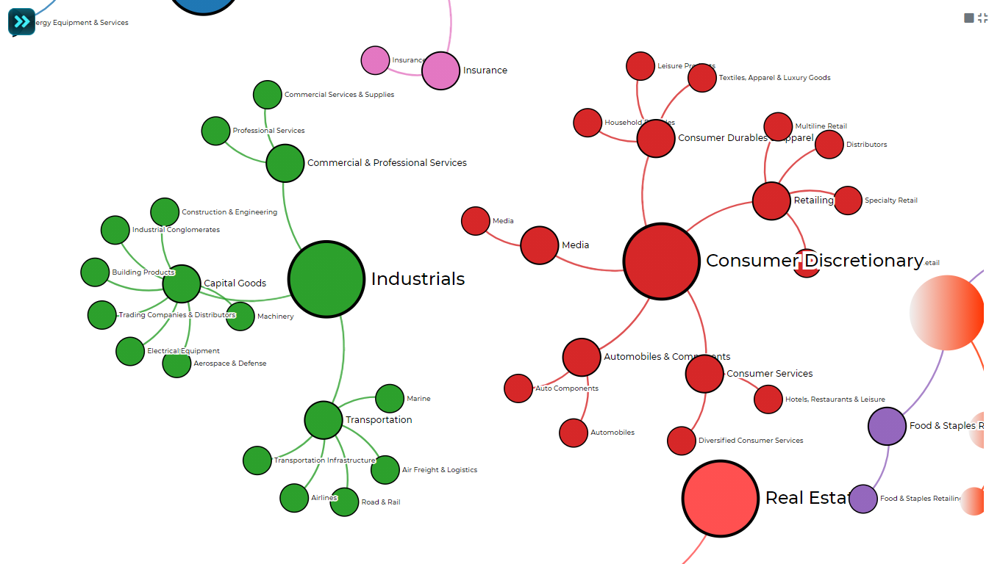 ergy Equipment & Services
Insurance
Insurance
Leisure Pro
Textiles, Apparel & Luxury Goods
Commercial Services & Supplies
Household
Multiline Retail
Professional Services
Consumer Durables
pparel
Distributors
Commercial & Professional Services
Retailing
Specialty Retail
Construction & Engineering
Media
Industrial Conglomerates
Media
Consumer Discretionary
etail
Building Products
Industrials
Capital Goods
Trading Companies & Distributors
Machinery
Electrical Equipment
Automobiles & Components
Aerospace & Defense
Consumer Services
Auto Components
Marine
Hotels, Restaurants & Leisure
Transportation
Food & Staples R
Automobiles
Diversified Consumer Services
Transportation Infrastructure
Air Freight & Logistics
Airlines
Real Estat
Food & Staples Retailing
Road & Rail